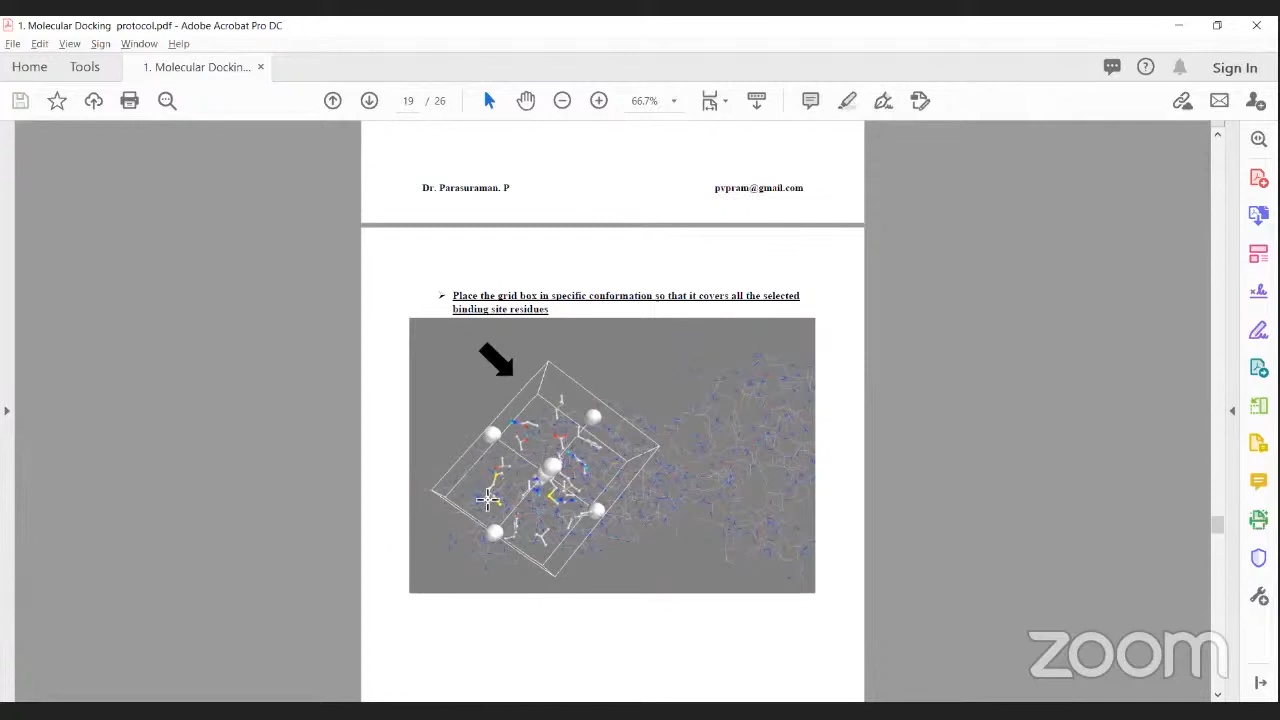 1. Molecular Docking  protocol.pdf - Adobe Acrobat Pro DC
File Edit View Sign Window Help
Home Tools 1. Molecular Dockin... × Sign In
19 / 26 66.7%
Dr. Parasuraman. P pvpram@gmail.com
Place the grid box in specific conformation so that it covers all the selected
binding site residues
zoom